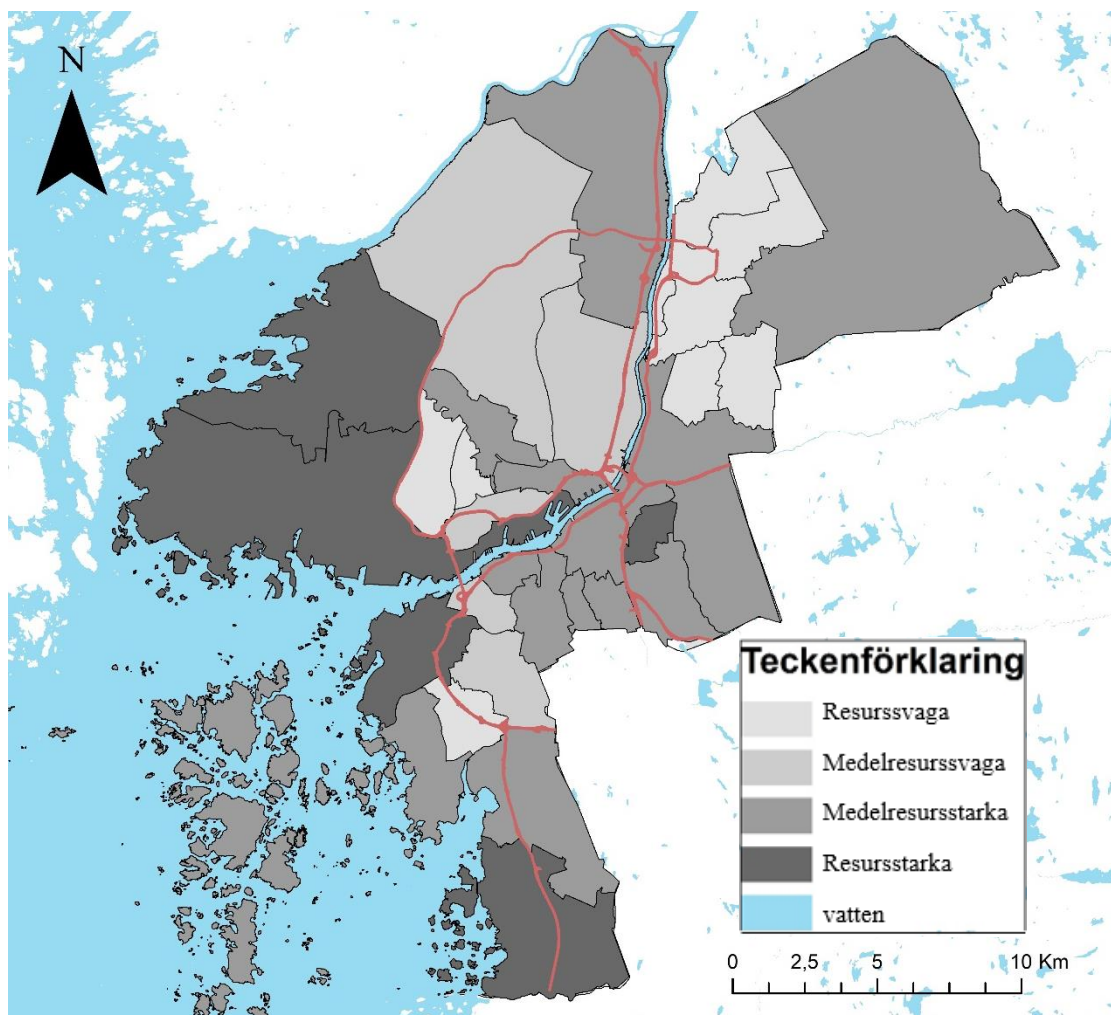 N
Teckenförklaring
Resurssvaga
Medelresurssvaga
Medelresursstarka
Resursstarka
vatten
0 2,5 5 10 Km